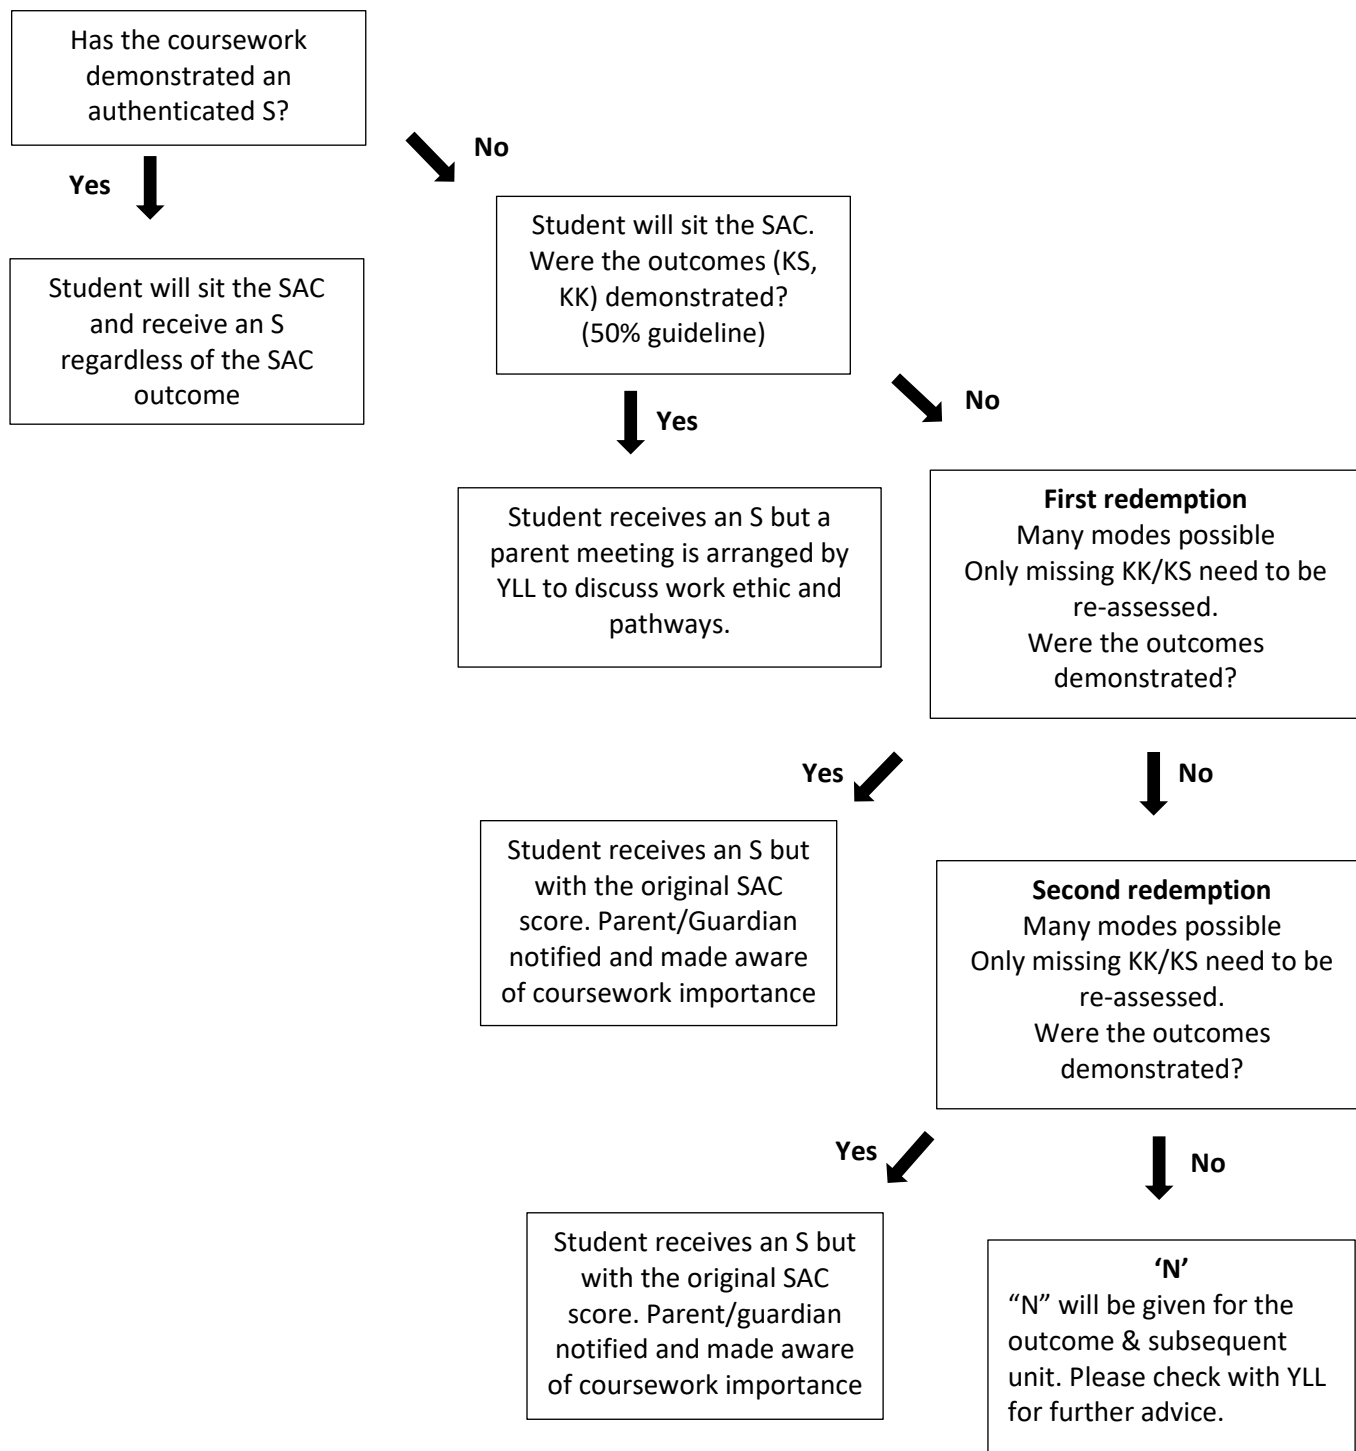 Has the coursework
demonstrated an
authenticated S?
No
Yes
Student will sit the SAC.
Were the outcomes (KS,
KK) demonstrated?
(50% guideline)
Student will sit the SAC
and receive an S
regardless of the SAC
outcome
No
Yes
First redemption
Many modes possible
Only missing KK/KS need to be
re-assessed.
Were the outcomes
demonstrated?
Student receives an S but a
parent meeting is arranged by
YLL to discuss work ethic and
pathways.
Yes
No
Student receives an S but
with the original SAC
score. Parent/Guardian
notified and made aware
of coursework importance
Second redemption
Many modes possible
Only missing KK/KS need to be
re-assessed.
Were the outcomes
demonstrated?
Yes
No
Student receives an S but
with the original SAC
score. Parent/guardian
notified and made aware
of coursework importance
‘N’
“N” will be given for the
outcome & subsequent
unit. Please check with YLL
for further advice.